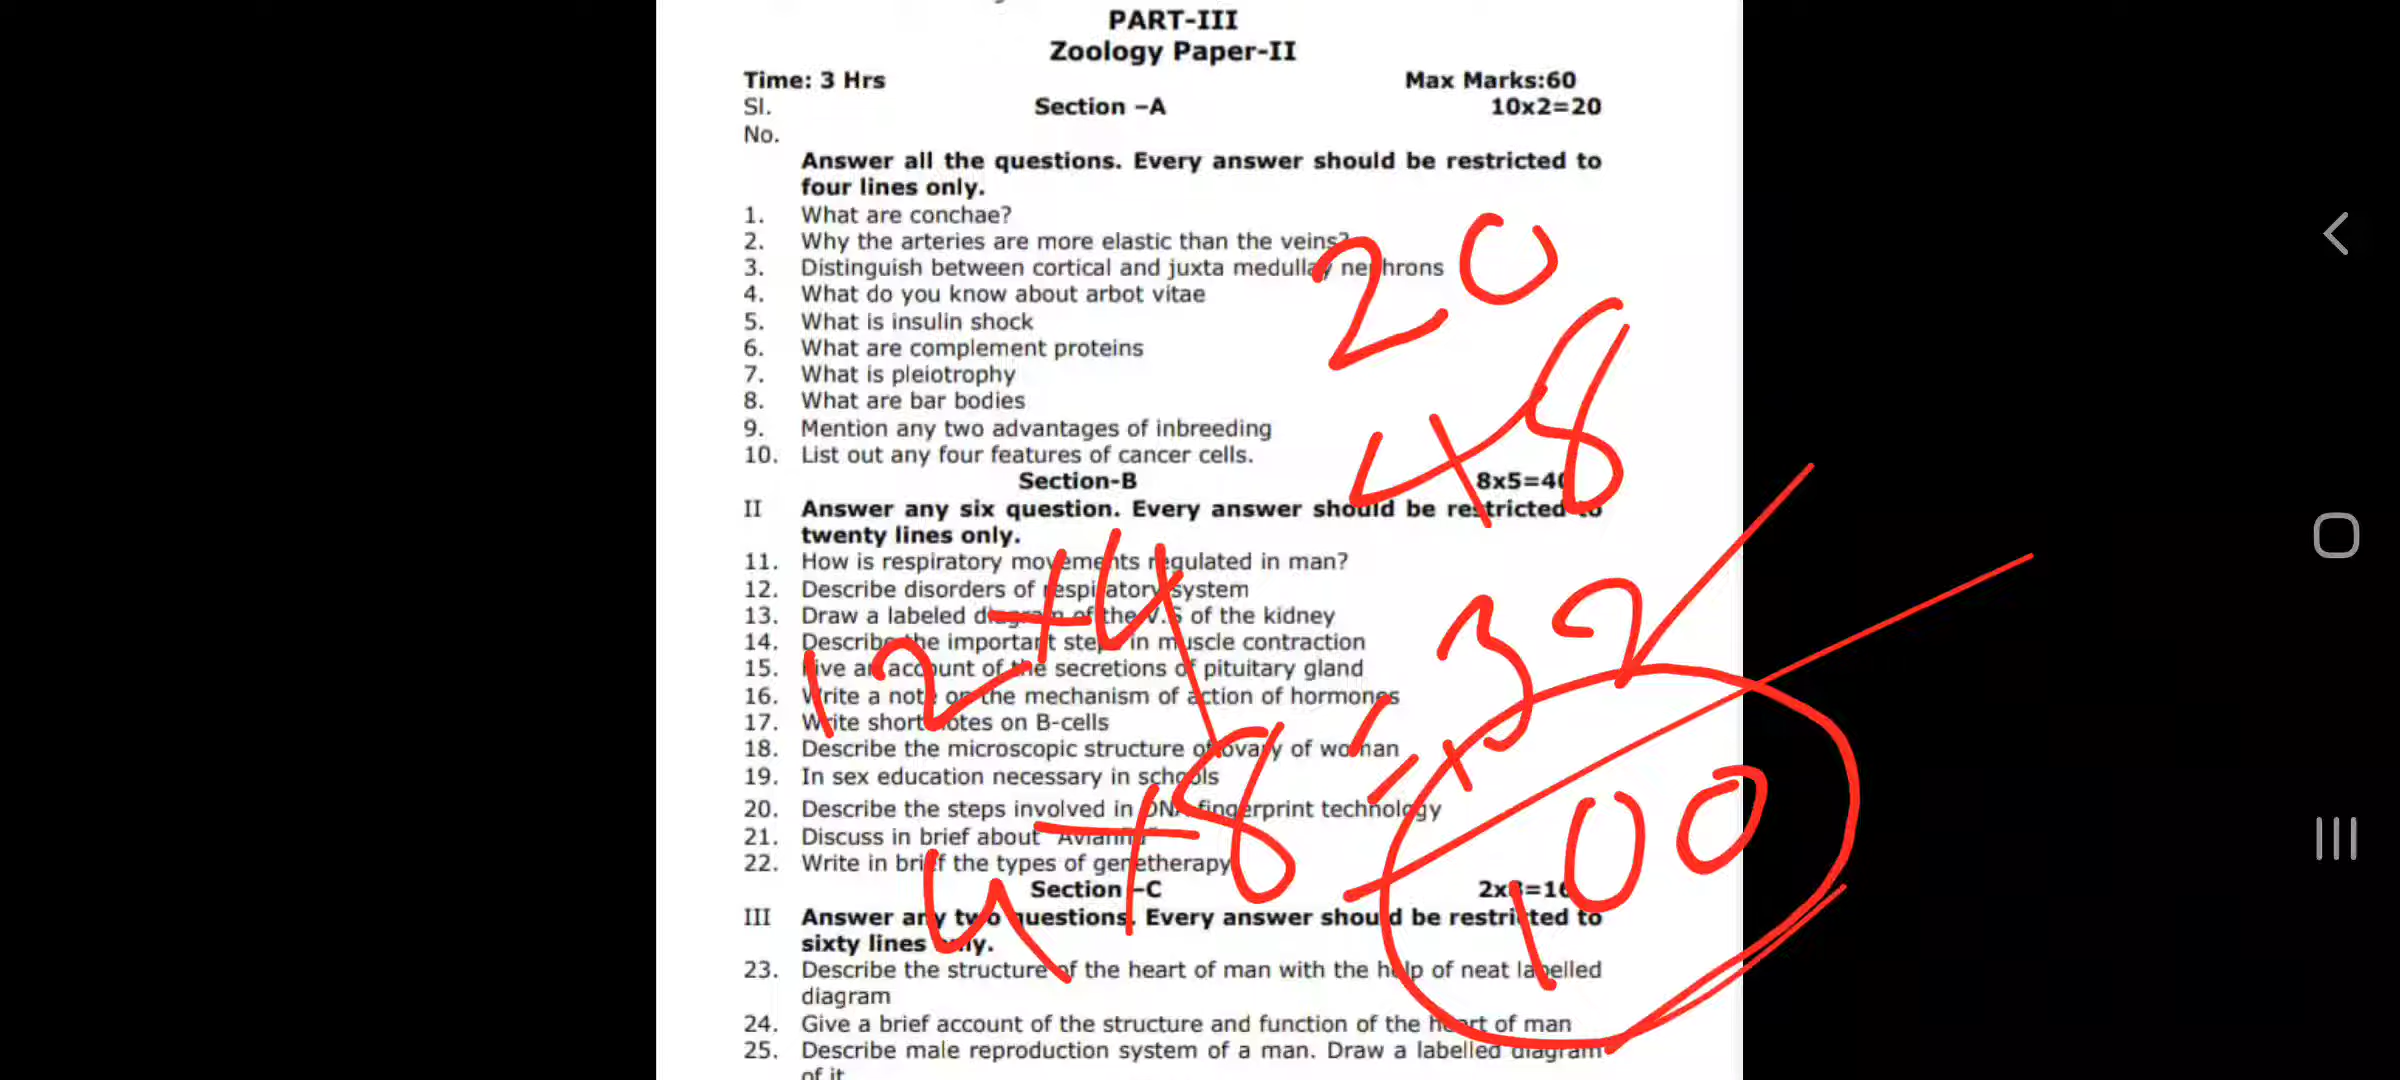 PART-III
Zoology Paper-II
Time: 3 Hrs Max Marks:60
Sl. Section –A 10x2=20
No.
Answer all the questions. Every answer should be restricted to
four lines only.
1. What are conchae?
2. Why the arteries are more elastic than the veins?
3. Distinguish between cortical and juxta medullay nephrons
4. What do you know about arbot vitae
5. What is insulin shock
6. What are complement proteins
7. What is pleiotrophy
8. What are bar bodies
9. Mention any two advantages of inbreeding
10. List out any four features of cancer cells.
Section-B 8x5=40
II Answer any six question. Every answer should be restricted to
twenty lines only.
11. How is respiratory movements regulated in man?
12. Describe disorders of respiratory system
13. Draw a labeled diagram of the V.S of the kidney
14. Describe the important steps in muscle contraction
15. account of the secretions of pituitary gland
16. Write a note on the mechanism of action of hormones
17. Write short notes on B-cells
18. Describe the microscopic structure of ovary of woman
19. In sex education necessary in schools
20. Describe the steps involved in DNA fingerprint technology
21. Discuss in brief about
22. Write in brief the types of genetherapy
Section –C 2x8=16
III Answer any two questions. Every answer should be restricted to
sixty lines only.
23. Describe the structure of the heart of man with the help of neat labelled
diagram
24. Give a brief account of the structure and function of the heart of man
25. Describe male reproduction system of a man. Draw a labelled diagram
of it
20
48
12+4
4+8=32
100